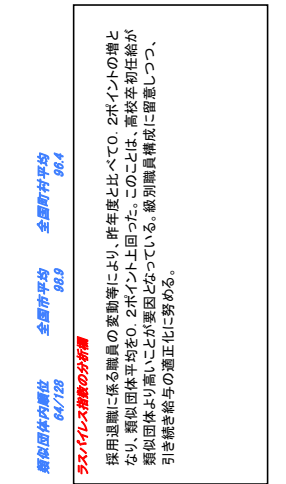 類似団体内順位 全国市平均 全国町村平均
64/128 98.9 96.4
ラスパイレス指数の分析欄
採用退職に係る職員の変動等により、昨年度と比べて0．2ポイントの増と
なり、類似団体平均を0．2ポイント上回った。このことは、高校卒初任給が
類似団体より高いことが要因となっている。級別職員構成に留意しつつ、
引き続き給与の適正化に努める。